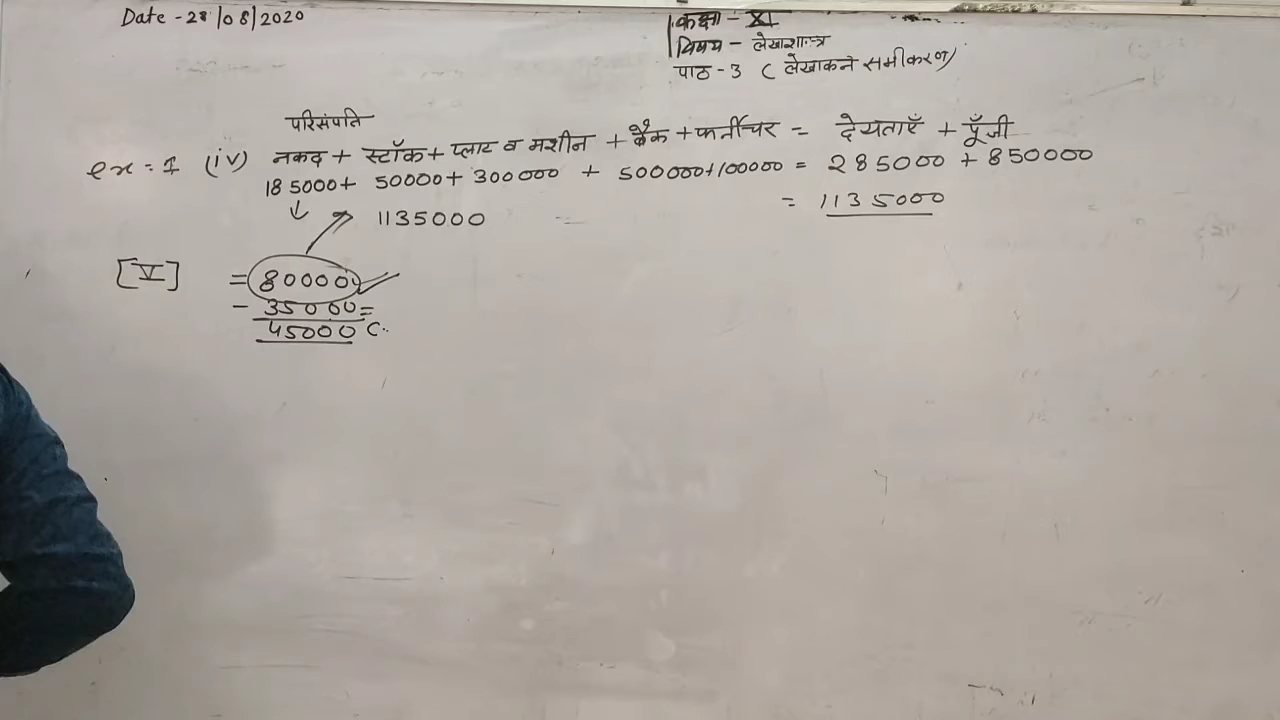 Date - 28/08/2020
कक्षा - XI
विषय - लेखाशास्त्र
पाठ - 3 ( लेखाकन समीकरण)
परिसंपति
ex = 1 (iv) नकद + स्टॉक + प्लाट व मशीन + बैंक + फर्नीचर = देयताएँ + पूँजी
185000 + 50000 + 300000 + 500000 + 100000 = 285000 + 850000
1135000 = 1135000
[V] = 80000
- 35000 =
45000 C..